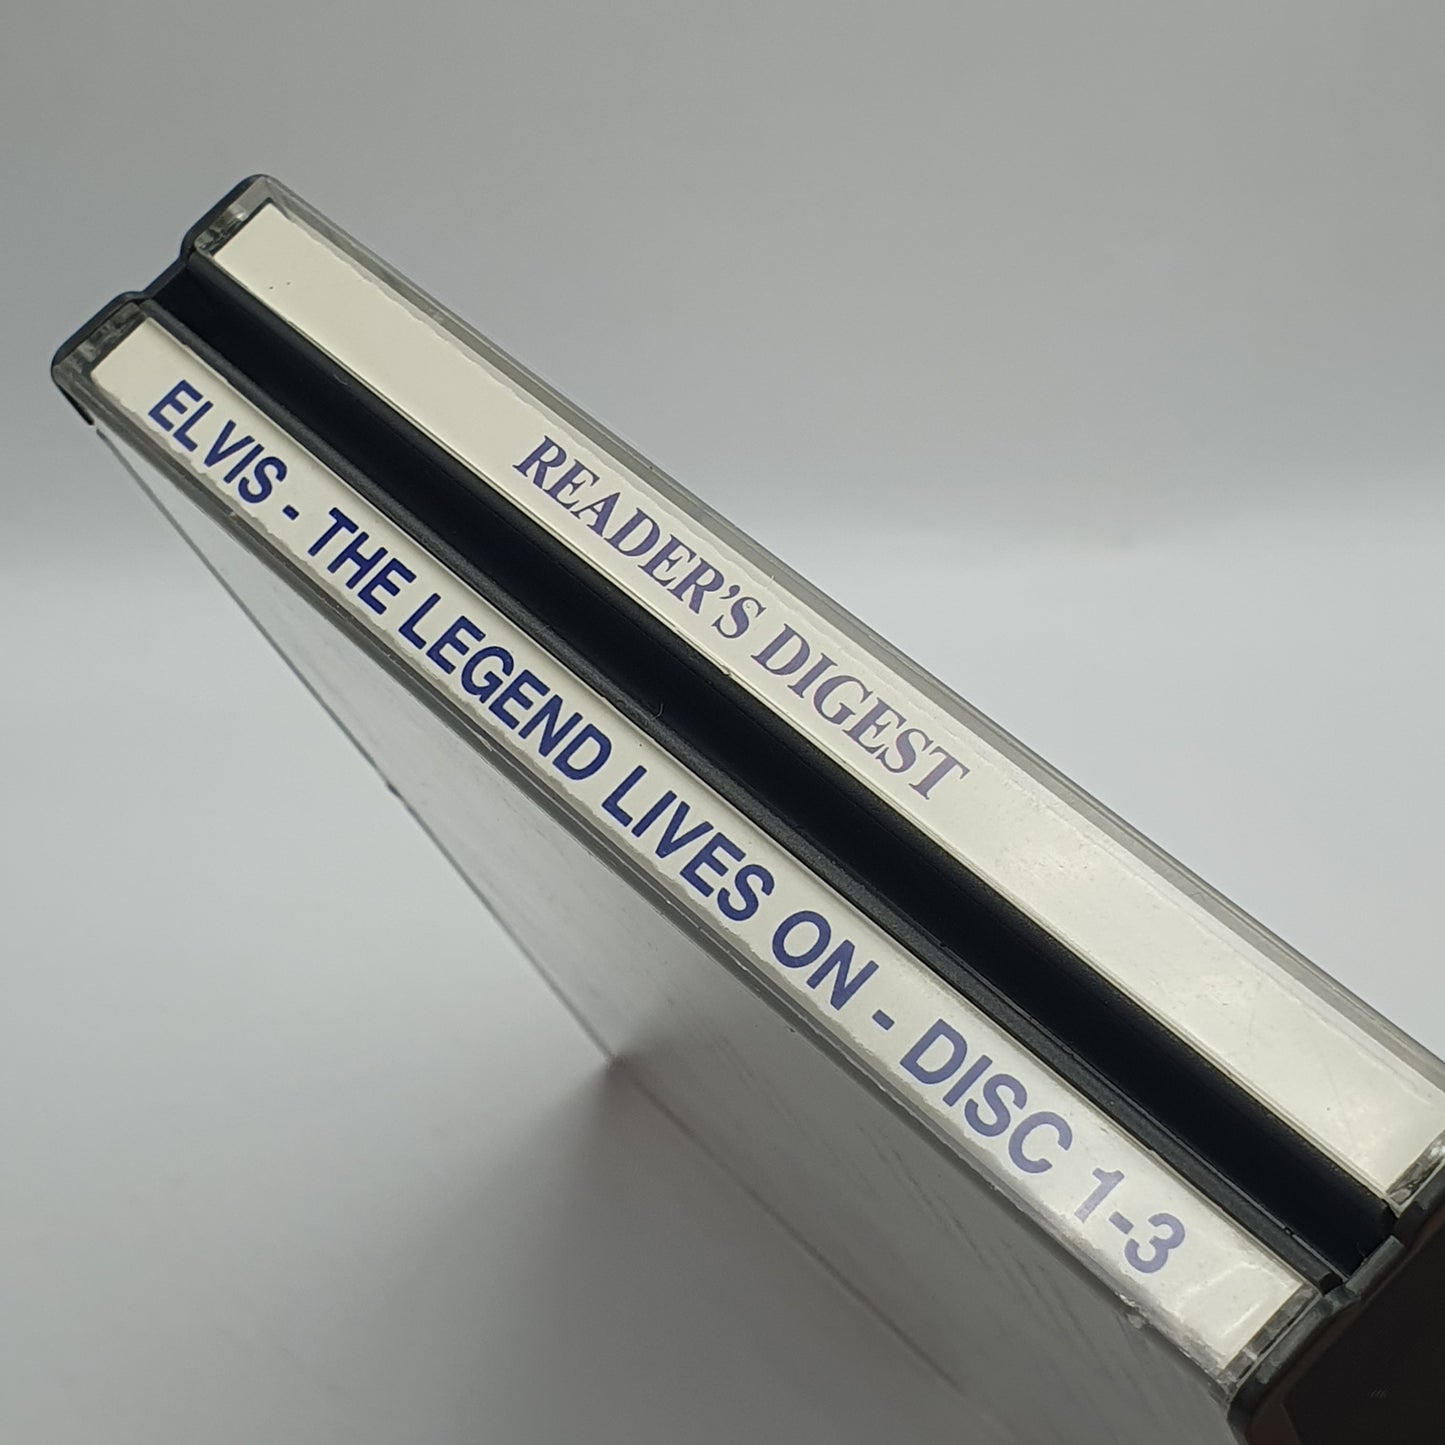 READER'S DIGEST
ELVIS - THE LEGEND LIVES ON - DISC 1-3